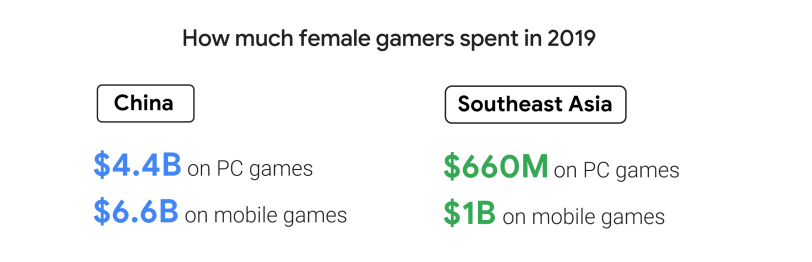 How much female gamers spent in 2019
China
$4.4B on PC games
$6.6B on mobile games
Southeast Asia
$660M on PC games
$1B on mobile games